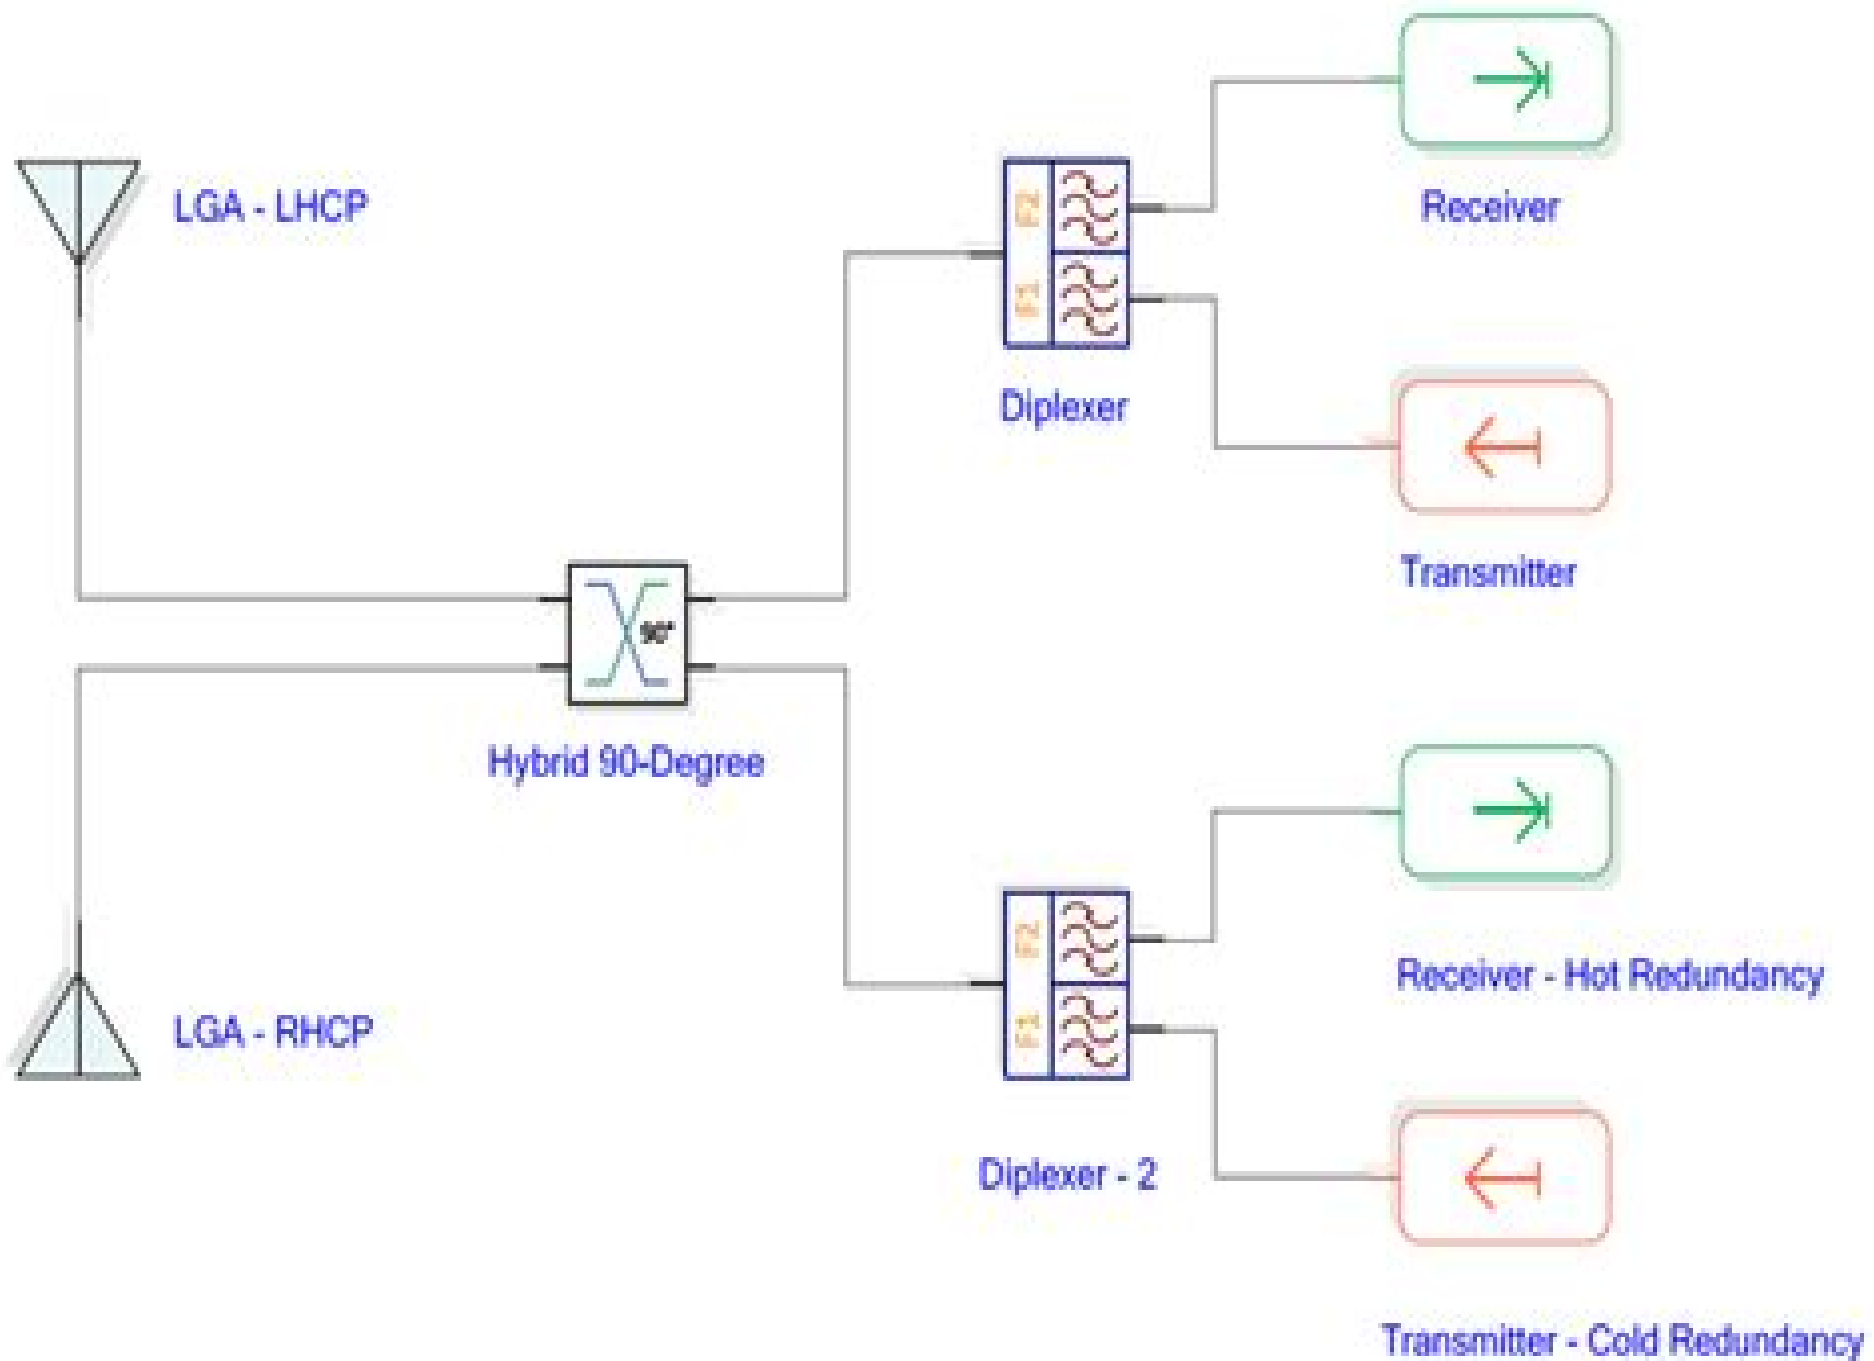 LGA - LHCP
Receiver
F2
F1
Diplexer
Transmitter
90°
Hybrid 90-Degree
F2
F1
Receiver - Hot Redundancy
LGA - RHCP
Diplexer - 2
Transmitter - Cold Redundancy